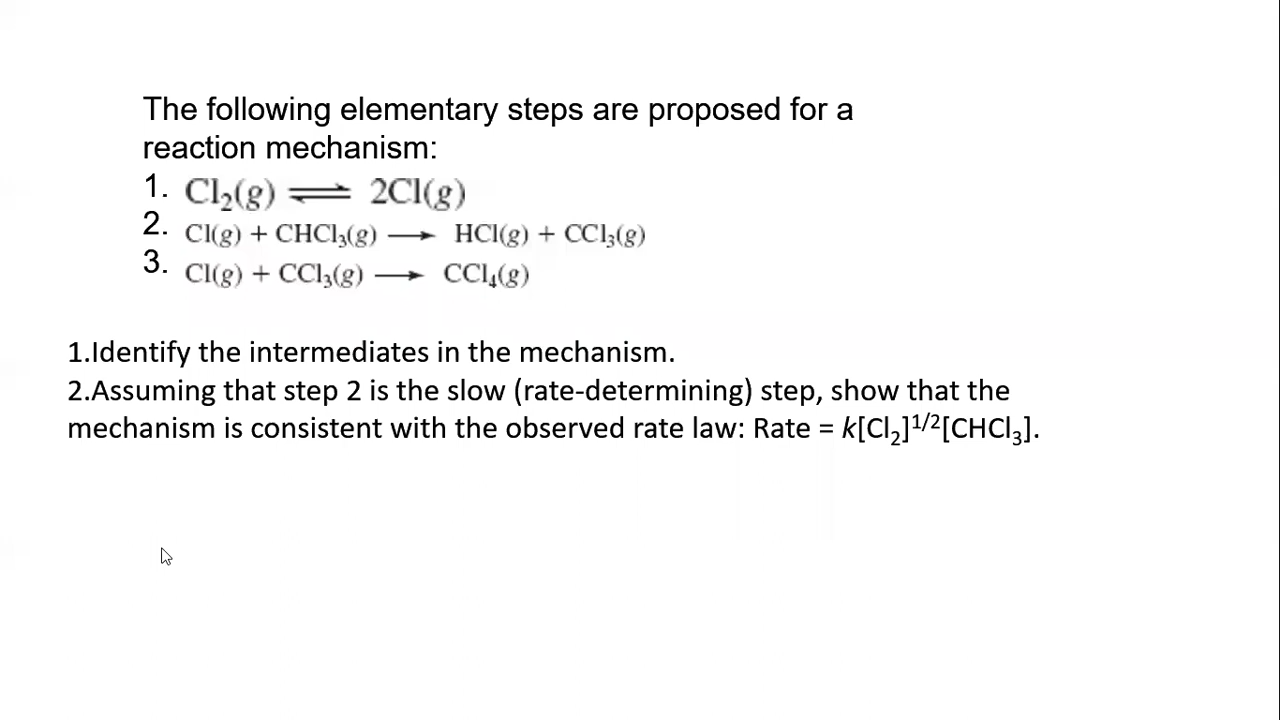 The following elementary steps are proposed for a
reaction mechanism:
1. Cl₂(g) ⇌ 2Cl(g)
2. Cl(g) + CHCl₃(g) ⟶ HCl(g) + CCl₃(g)
3. Cl(g) + CCl₃(g) ⟶ CCl₄(g)
1.Identify the intermediates in the mechanism.
2.Assuming that step 2 is the slow (rate-determining) step, show that the
mechanism is consistent with the observed rate law: Rate = k[Cl₂]¹/²[CHCl₃].